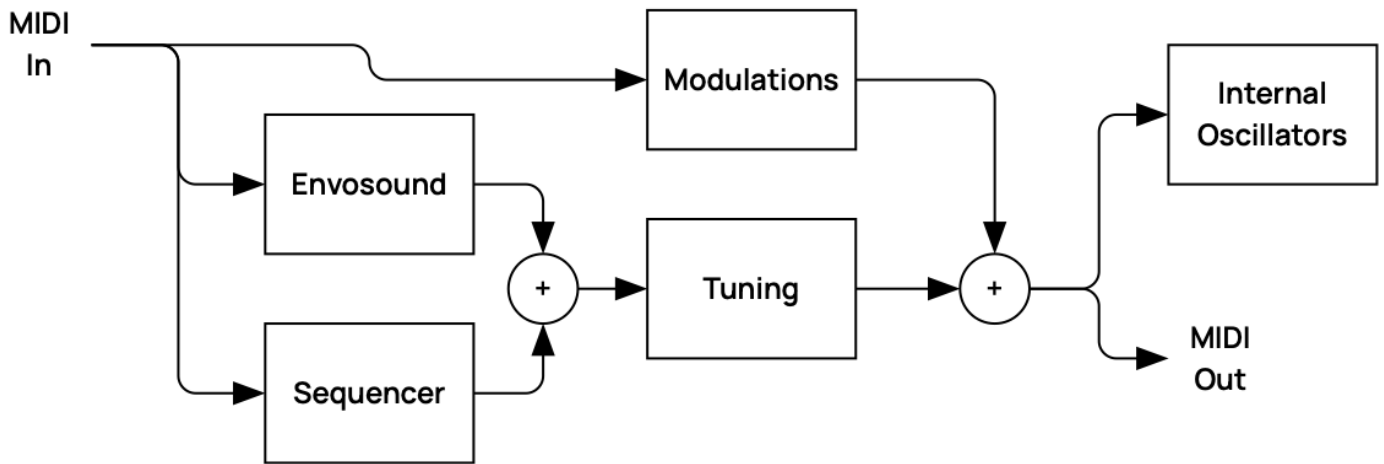 MIDI
In
Modulations
Internal
Oscillators
Envosound
+
Tuning
+
Sequencer
MIDI
Out